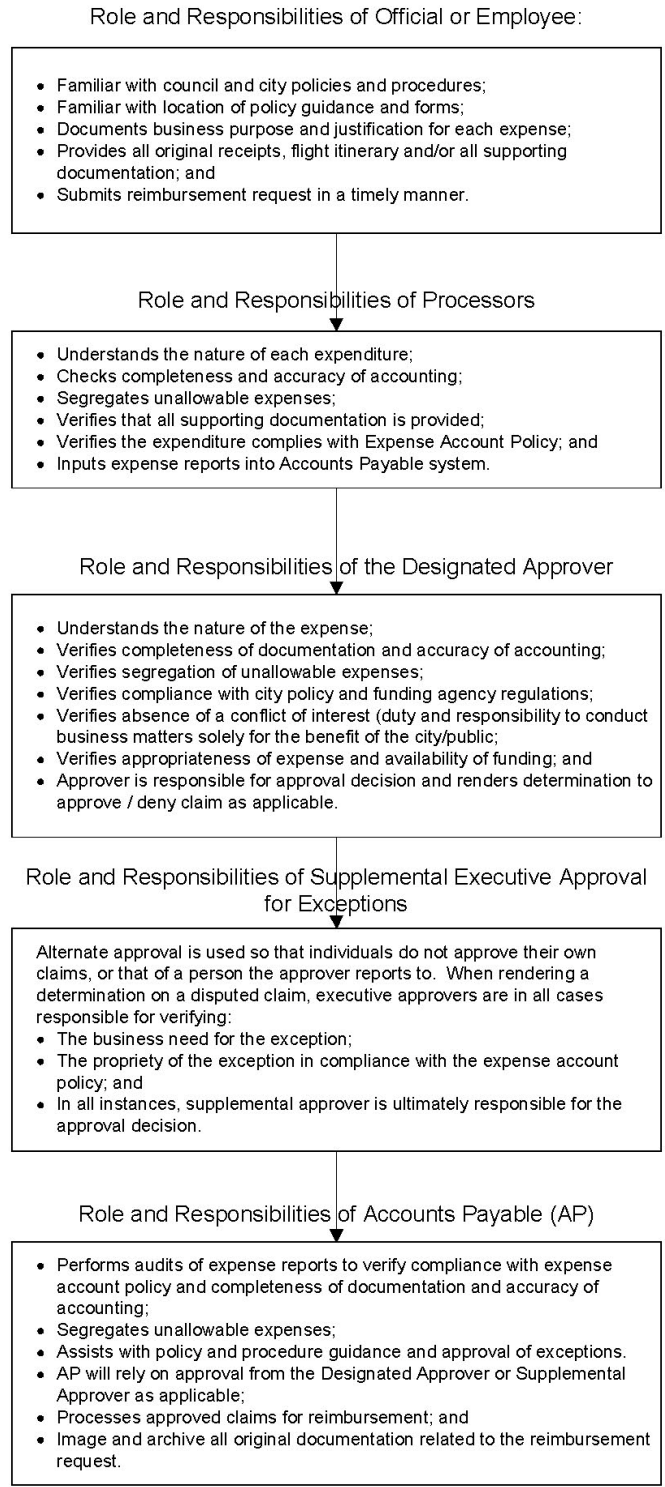 Role and Responsibilities of Official or Employee:
• Familiar with council and city policies and procedures;
• Familiar with location of policy guidance and forms;
• Documents business purpose and justification for each expense;
• Provides all original receipts, flight itinerary and/or all supporting
documentation; and
• Submits reimbursement request in a timely manner.
Role and Responsibilities of Processors
• Understands the nature of each expenditure;
• Checks completeness and accuracy of accounting;
• Segregates unallowable expenses;
• Verifies that all supporting documentation is provided;
• Verifies the expenditure complies with Expense Account Policy; and
• Inputs expense reports into Accounts Payable system.
Role and Responsibilities of the Designated Approver
• Understands the nature of the expense;
• Verifies completeness of documentation and accuracy of accounting;
• Verifies segregation of unallowable expenses;
• Verifies compliance with city policy and funding agency regulations;
• Verifies absence of a conflict of interest (duty and responsibility to conduct
business matters solely for the benefit of the city/public;
• Verifies appropriateness of expense and availability of funding; and
• Approver is responsible for approval decision and renders determination to
approve / deny claim as applicable.
Role and Responsibilities of Supplemental Executive Approval
for Exceptions
Alternate approval is used so that individuals do not approve their own
claims, or that of a person the approver reports to.  When rendering a
determination on a disputed claim, executive approvers are in all cases
responsible for verifying:
• The business need for the exception;
• The propriety of the exception in compliance with the expense account
policy; and
• In all instances, supplemental approver is ultimately responsible for the
approval decision.
Role and Responsibilities of Accounts Payable (AP)
• Performs audits of expense reports to verify compliance with expense
account policy and completeness of documentation and accuracy of
accounting;
• Segregates unallowable expenses;
• Assists with policy and procedure guidance and approval of exceptions.
• AP will rely on approval from the Designated Approver or Supplemental
Approver as applicable;
• Processes approved claims for reimbursement; and
• Image and archive all original documentation related to the reimbursement
request.